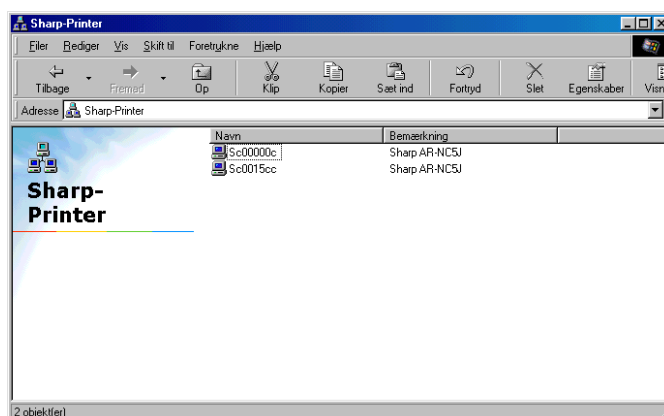 Sharp-Printer
Filer Rediger Vis Skift til Foretrukne Hjælp
Tilbage Fremad Op Klip Kopier Sæt ind Fortryd Slet Egenskaber
Adresse Sharp-Printer
Navn Bemærkning
Sc00000c Sharp AR-NC5J
Sc0015cc Sharp AR-NC5J
Sharp-
Printer
2 objekt(er)